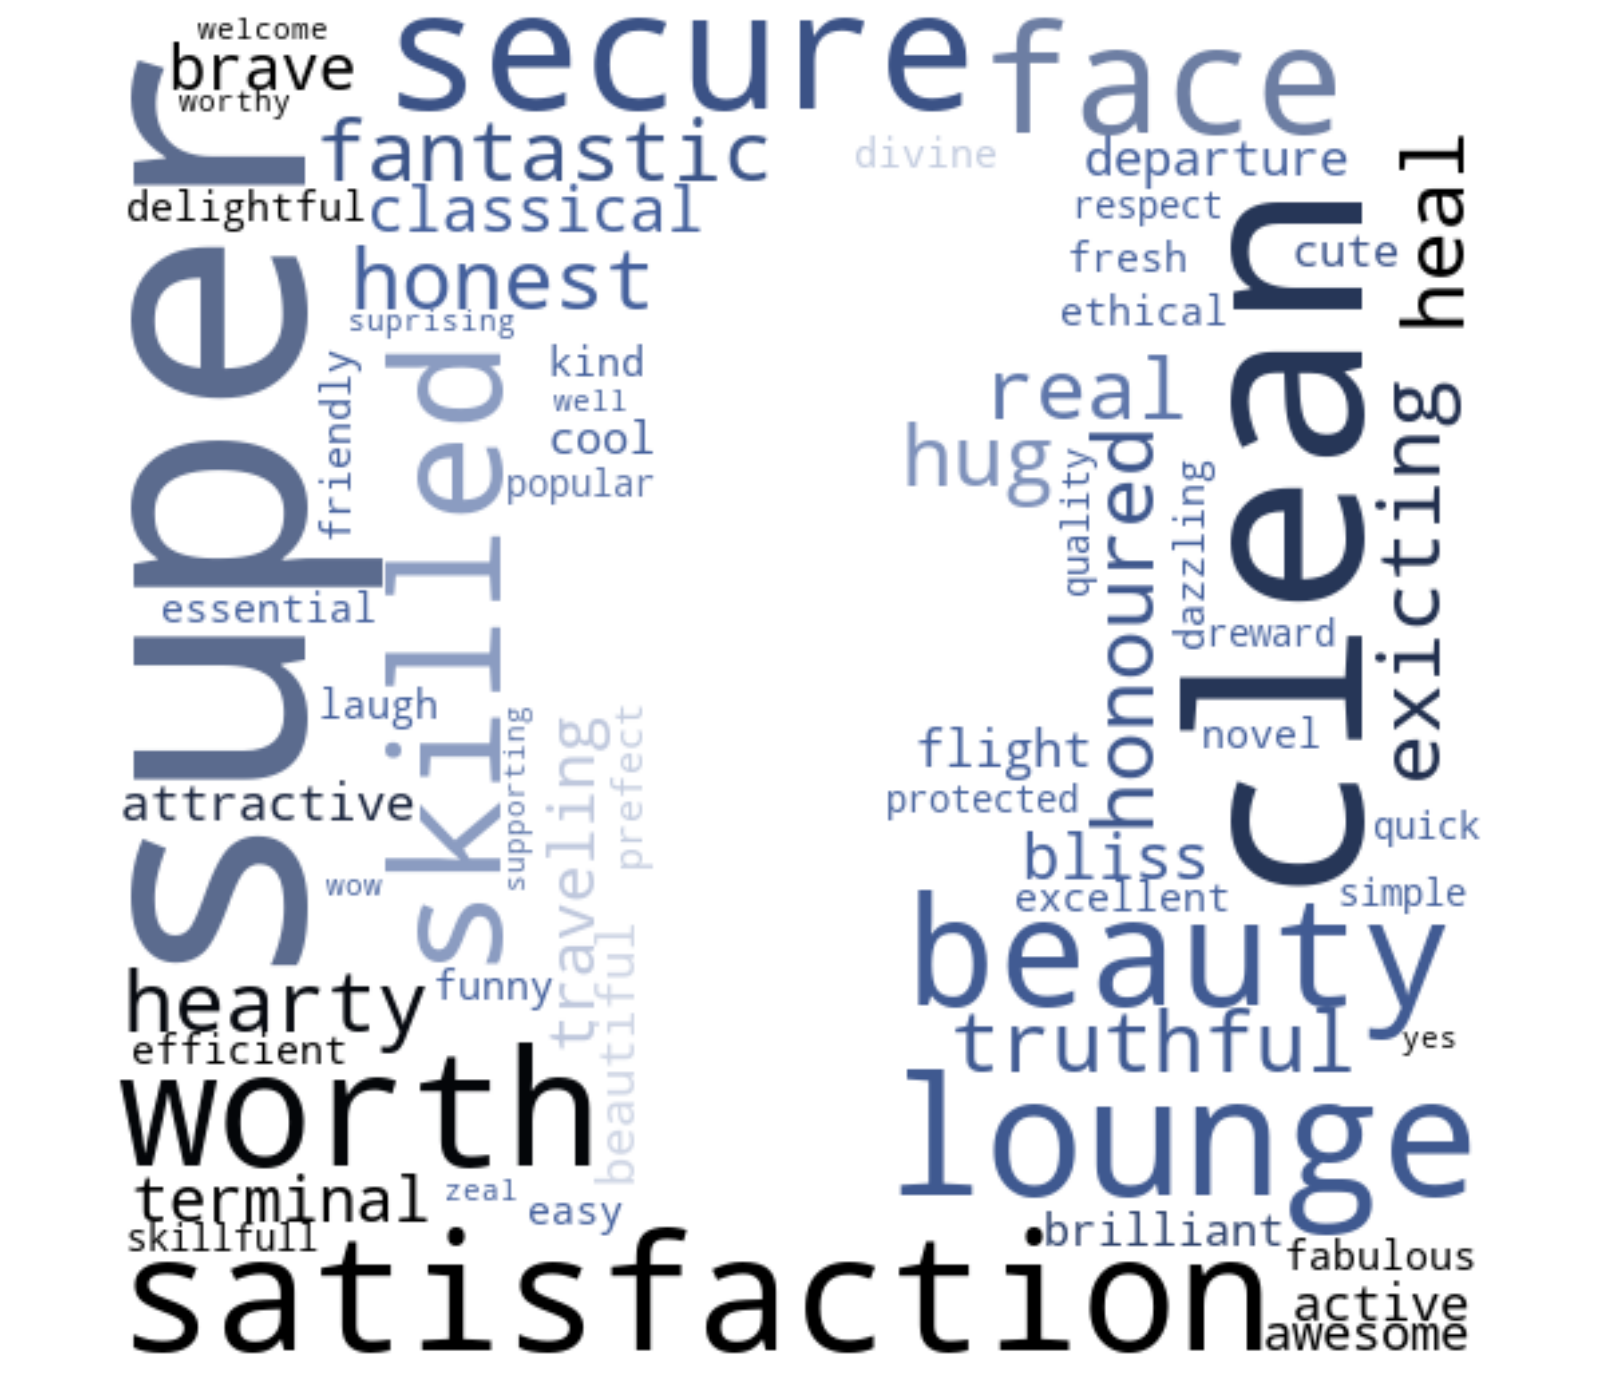 welcome
brave
worthy
secure
face
fantastic
divine
departure
delightful
classical
respect
heal
honest
fresh
cute
suprising
ethical
super
friendly
skilled
kind
well
cool
popular
real
hug
quality
honoured
dazzling
clean
exicting
essential
reward
laugh
supporting
traveling
prefect
flight
novel
attractive
protected
quick
bliss
wow
excellent
simple
beautiful
beauty
hearty
funny
efficient
truthful
yes
worth
lounge
terminal
zeal
easy
skillfull
brilliant
fabulous
satisfaction
active
awesome